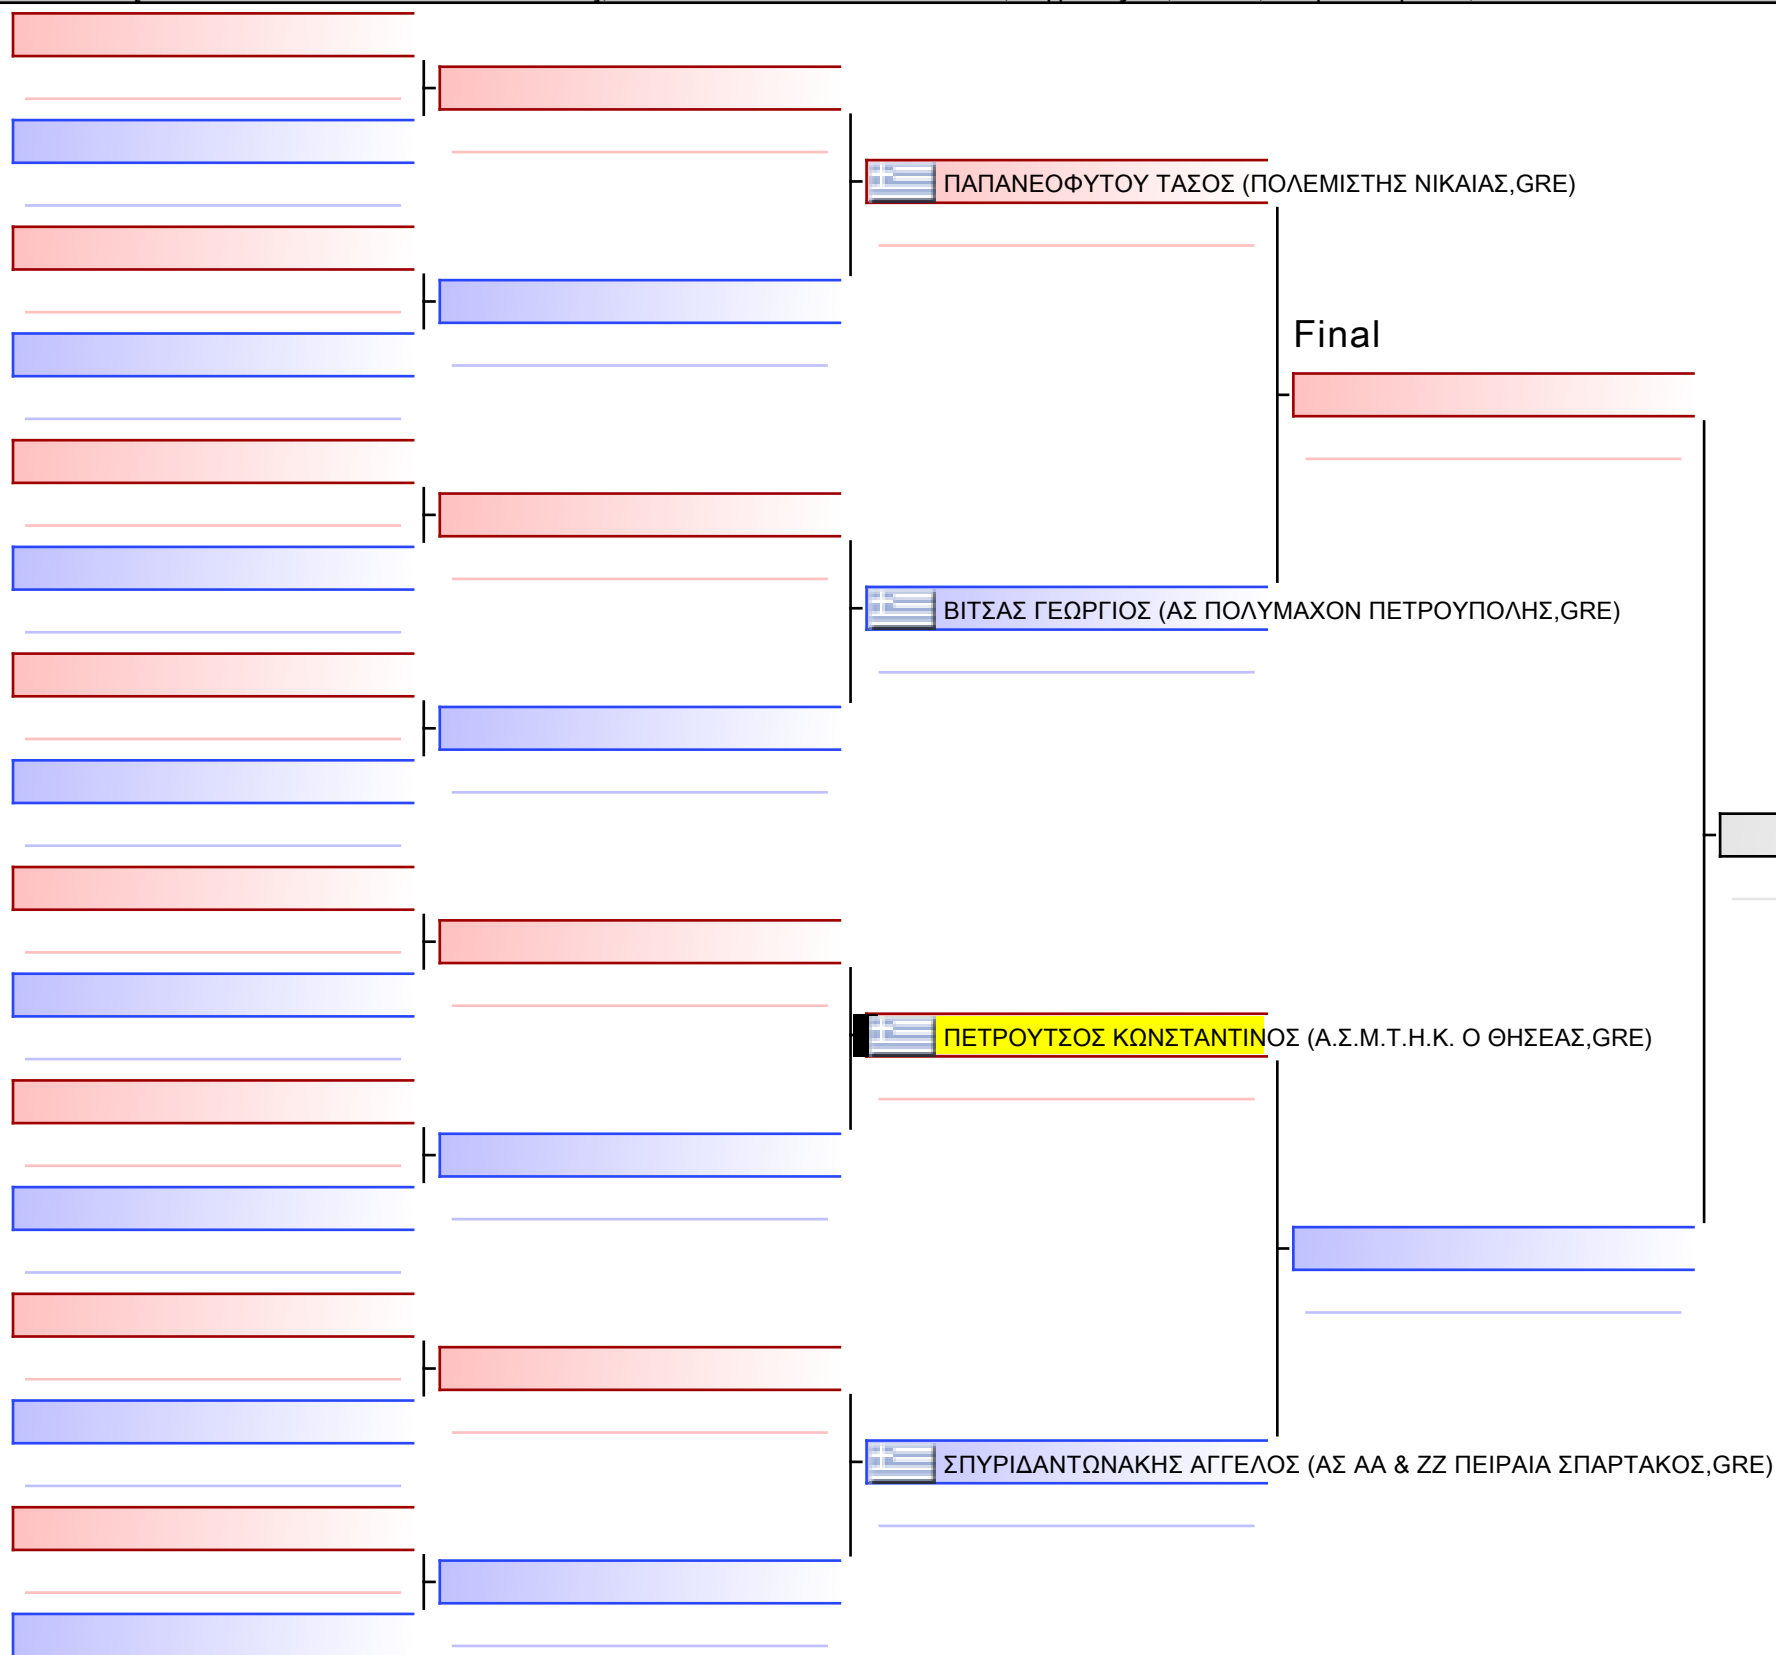 ΠΑΠΑΝΕΟΦΥΤΟΥ ΤΑΣΟΣ (ΠΟΛΕΜΙΣΤΗΣ ΝΙΚΑΙΑΣ,GRE)
Final
ΒΙΤΣΑΣ ΓΕΩΡΓΙΟΣ (ΑΣ ΠΟΛΥΜΑΧΟΝ ΠΕΤΡΟΥΠΟΛΗΣ,GRE)
ΠΕΤΡΟΥΤΣΟΣ ΚΩΝΣΤΑΝΤΙΝΟΣ (Α.Σ.Μ.Τ.Η.Κ. Ο ΘΗΣΕΑΣ,GRE)
ΣΠΥΡΙΔΑΝΤΩΝΑΚΗΣ ΑΓΓΕΛΟΣ (ΑΣ ΑΑ & ΖΖ ΠΕΙΡΑΙΑ ΣΠΑΡΤΑΚΟΣ,GRE)